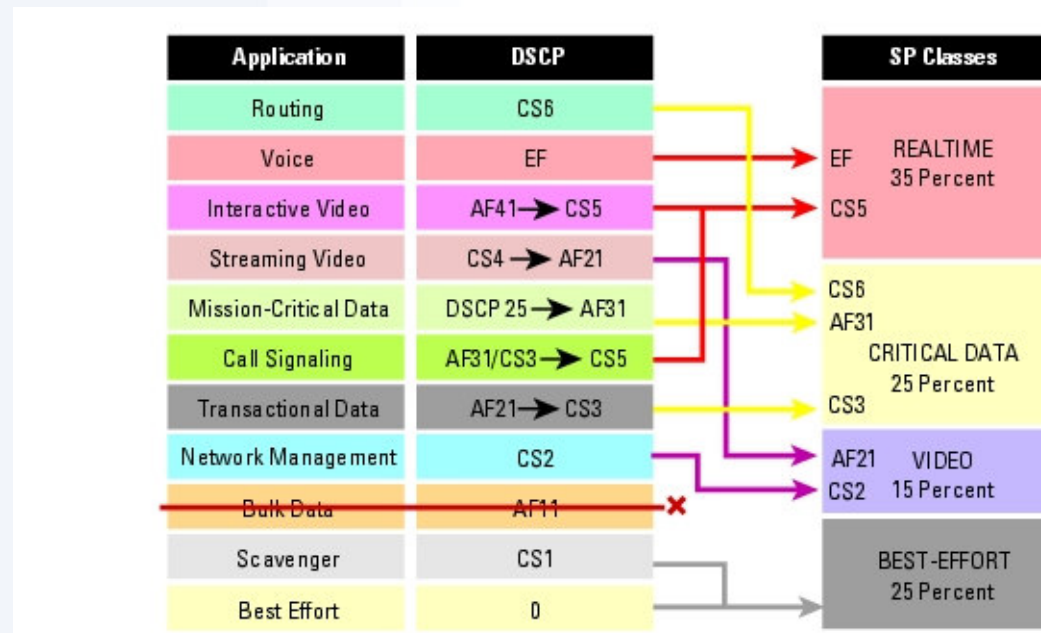 Application DSCP SP Classes
Routing CS6
Voice EF
Interactive Video AF41 CS5
Streaming Video CS4 AF21
Mission-Critical Data DSCP 25 AF31
Call Signaling AF31/CS3 CS5
Transactional Data AF21 CS3
Network Management CS2
Bulk Data AF11
Scavenger CS1
Best Effort 0
EF REALTIME
35 Percent
CS5
CS6
AF31
CRITICAL DATA
25 Percent
CS3
AF21 VIDEO
CS2 15 Percent
BEST-EFFORT
25 Percent